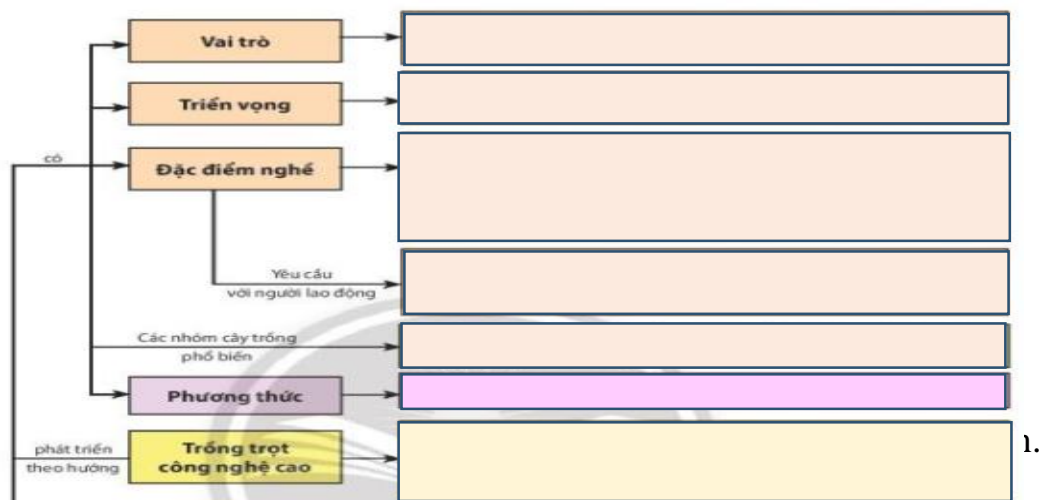 Vai trò
Triển vọng
có
Đặc điểm nghề
Yêu cầu
với người lao động
Các nhóm cây trồng
phổ biến
Phương thức
phát triển
theo hướng
Trồng trọt
công nghệ cao